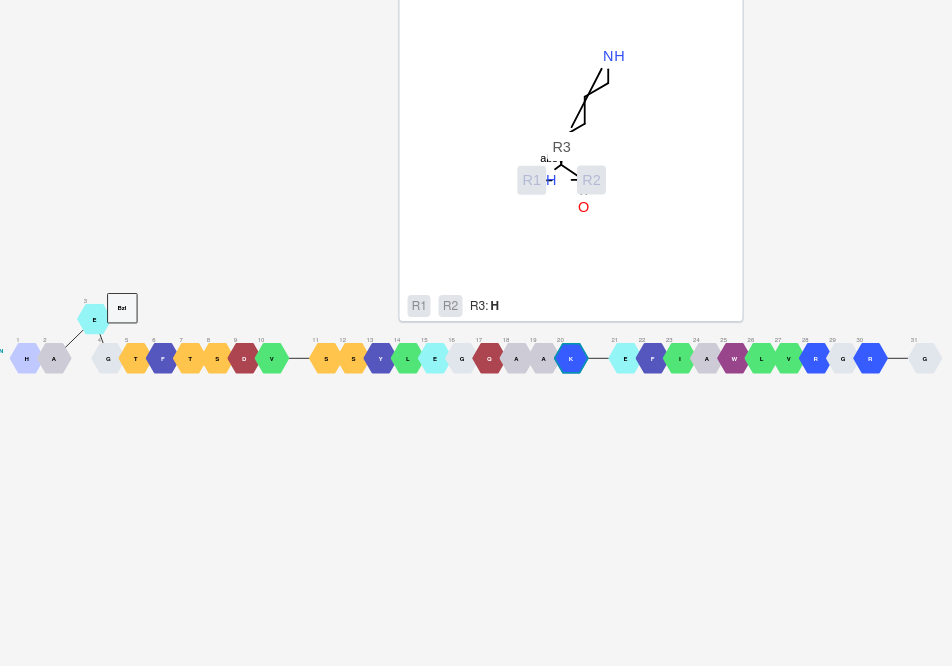 NH
R3
R1 H R2
O
R1 R2 R3: H
3
E
1 2 4 5 6 7 8 9 10 11 12 13 14 15 16 17 18 19 20 21 22 23 24 25 26 27 28 29 30 31
H A G T F T S D V S S Y L E G Q A A K E F I A W L V R G R G